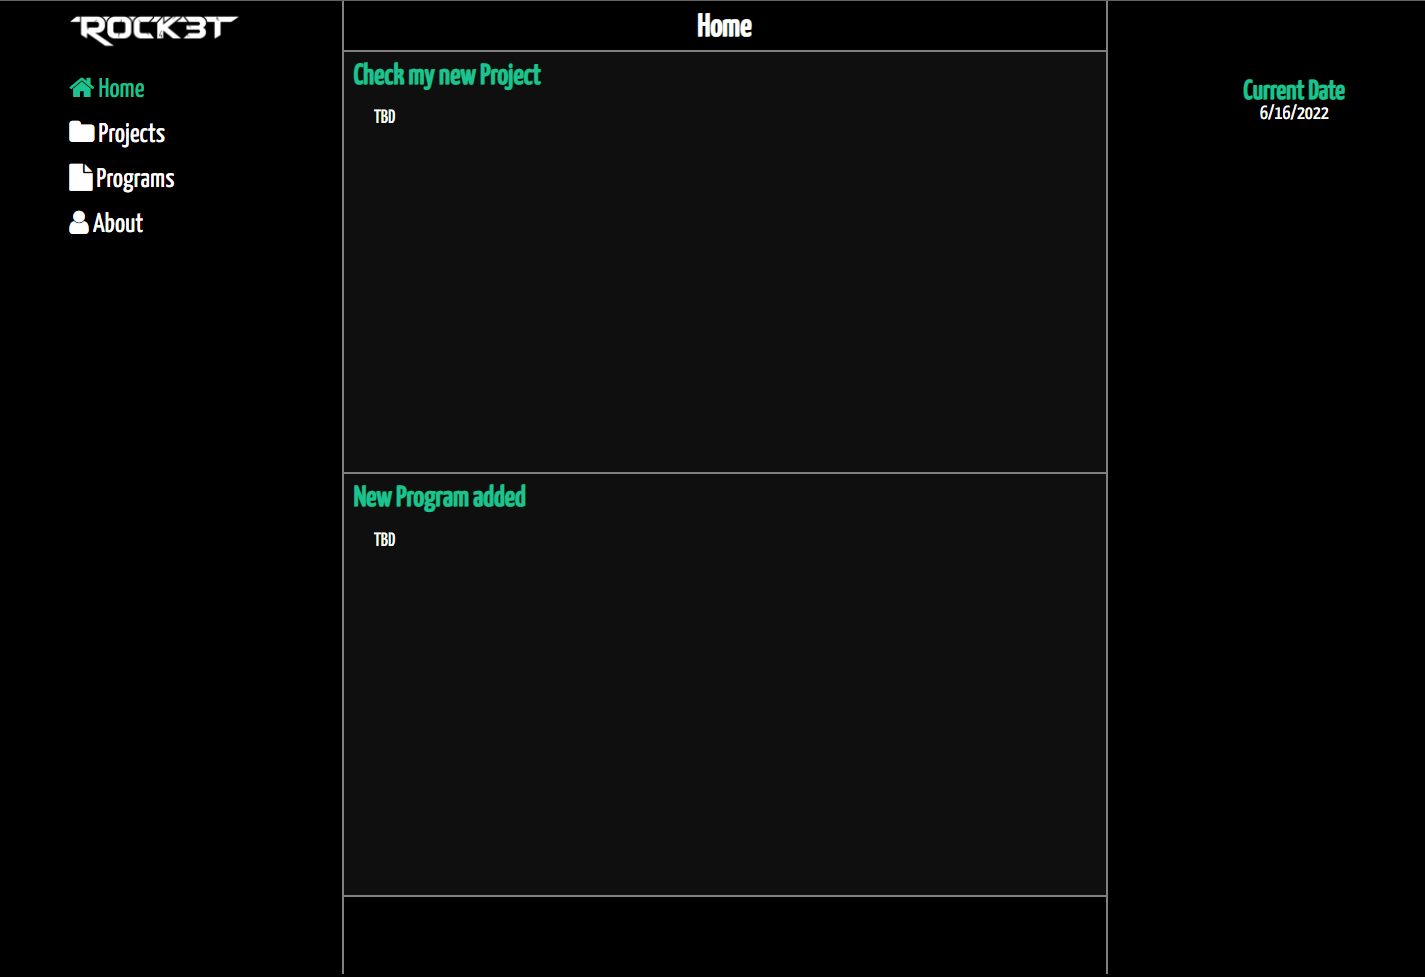 ROCK3T
Home
Projects
Programs
About
Home
Check my new Project
TBD
New Program added
TBD
Current Date
6/16/2022